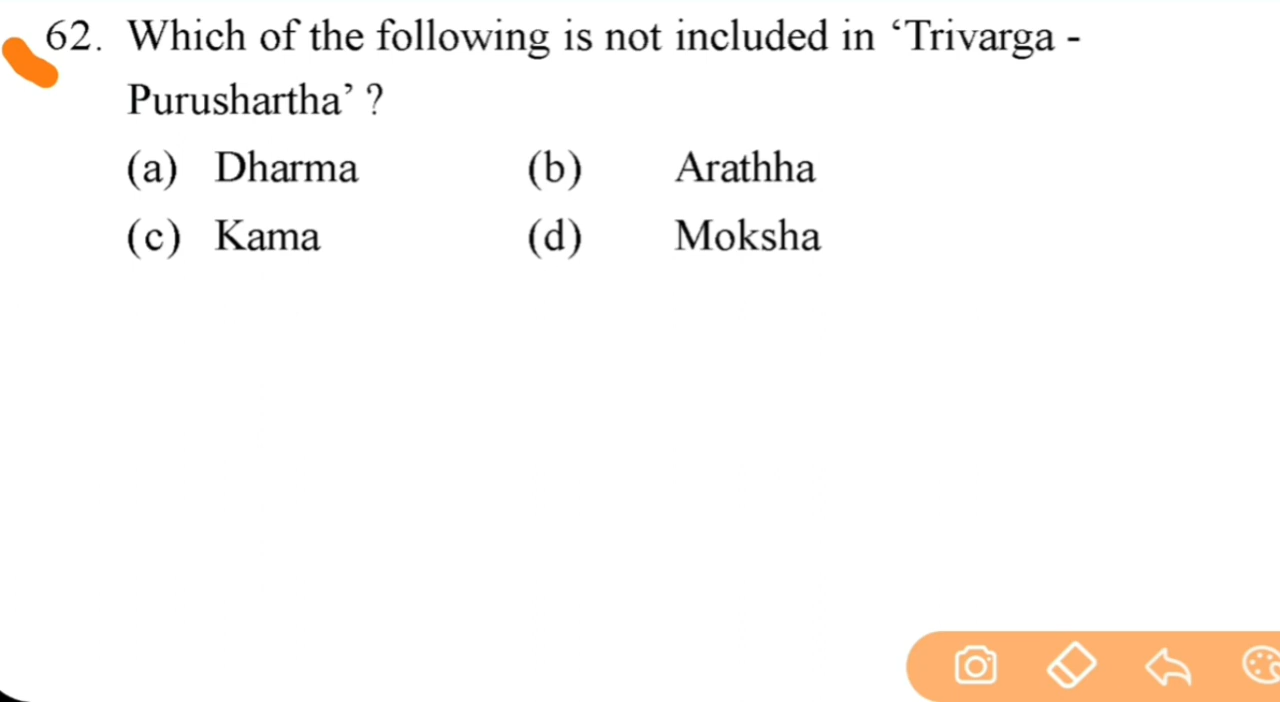 62. Which of the following is not included in ‘Trivarga -
Purushartha’ ?
(a) Dharma (b) Arathha
(c) Kama (d) Moksha